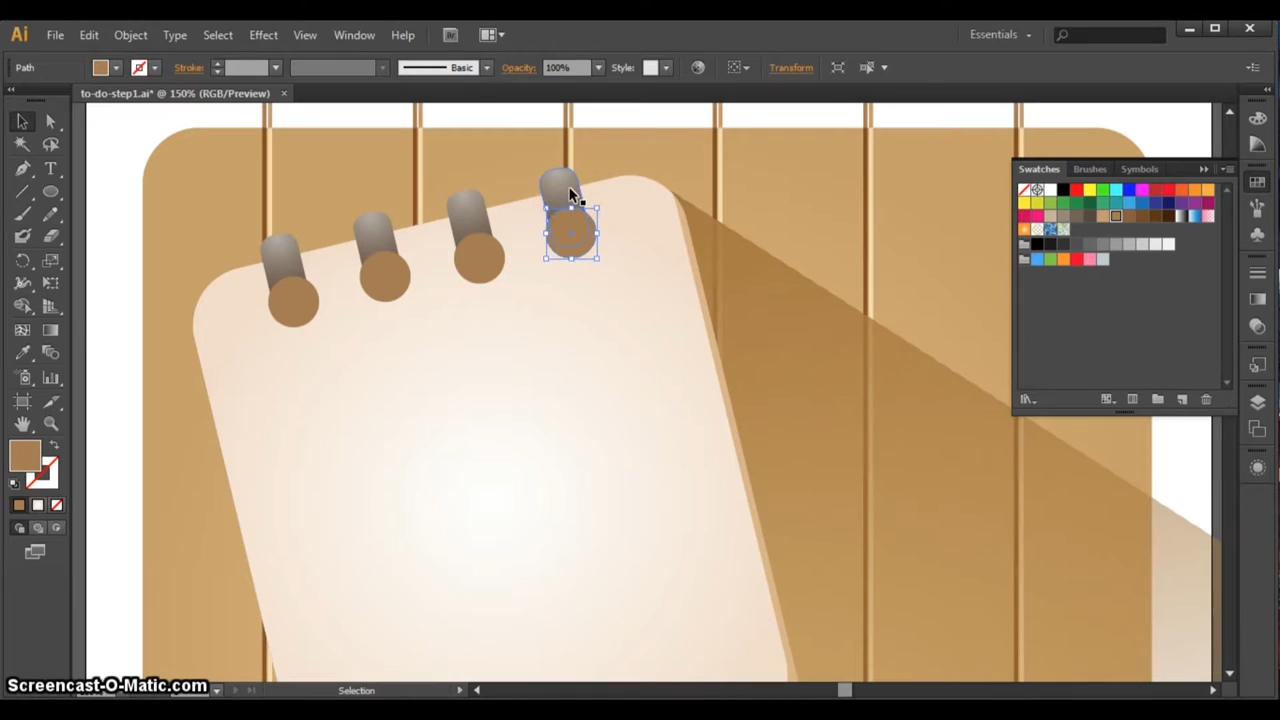 Ai File Edit Object Type Select Effect View Window Help Br Essentials
Path Stroke: Basic Opacity: 100% Style: Transform
to-do-step1.ai* @ 150% (RGB/Preview) ×
Swatches Brushes Symbols
Selection
Screencast-O-Matic.com